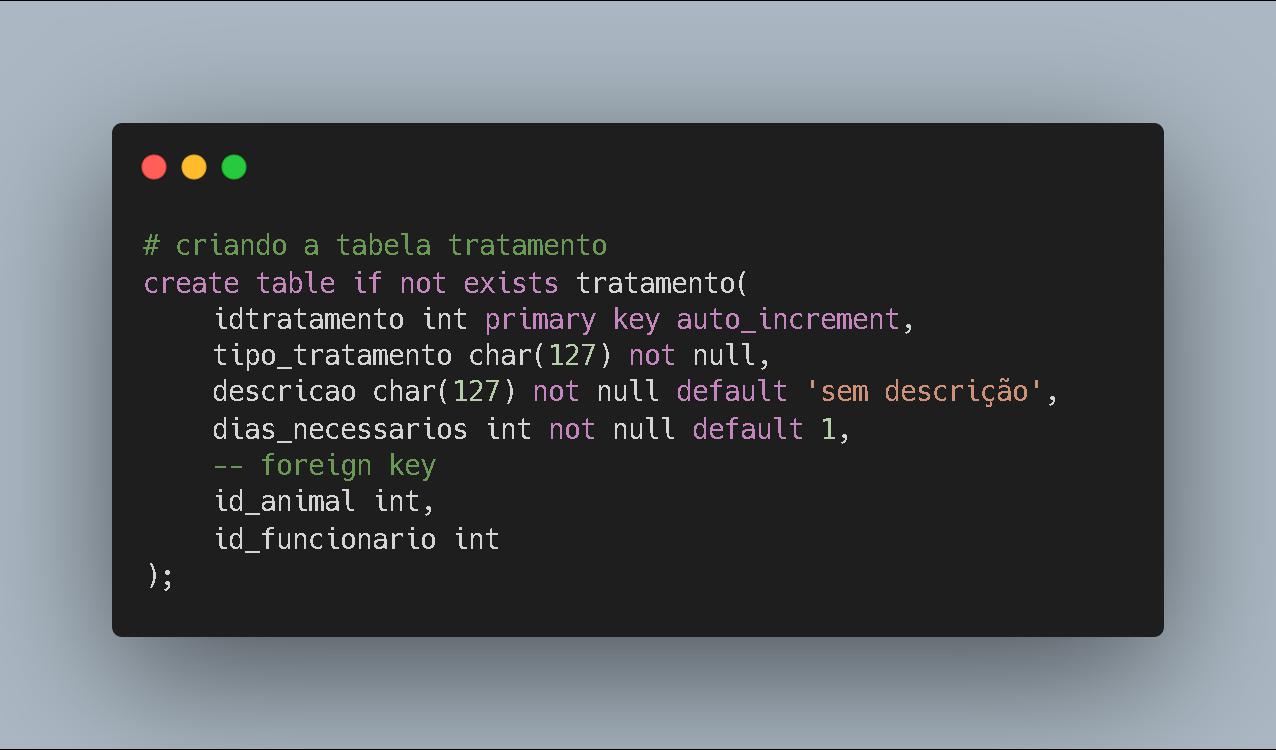 # criando a tabela tratamento
create table if not exists tratamento(
    idtratamento int primary key auto_increment,
    tipo_tratamento char(127) not null,
    descricao char(127) not null default 'sem descrição',
    dias_necessarios int not null default 1,
    -- foreign key
    id_animal int,
    id_funcionario int
);